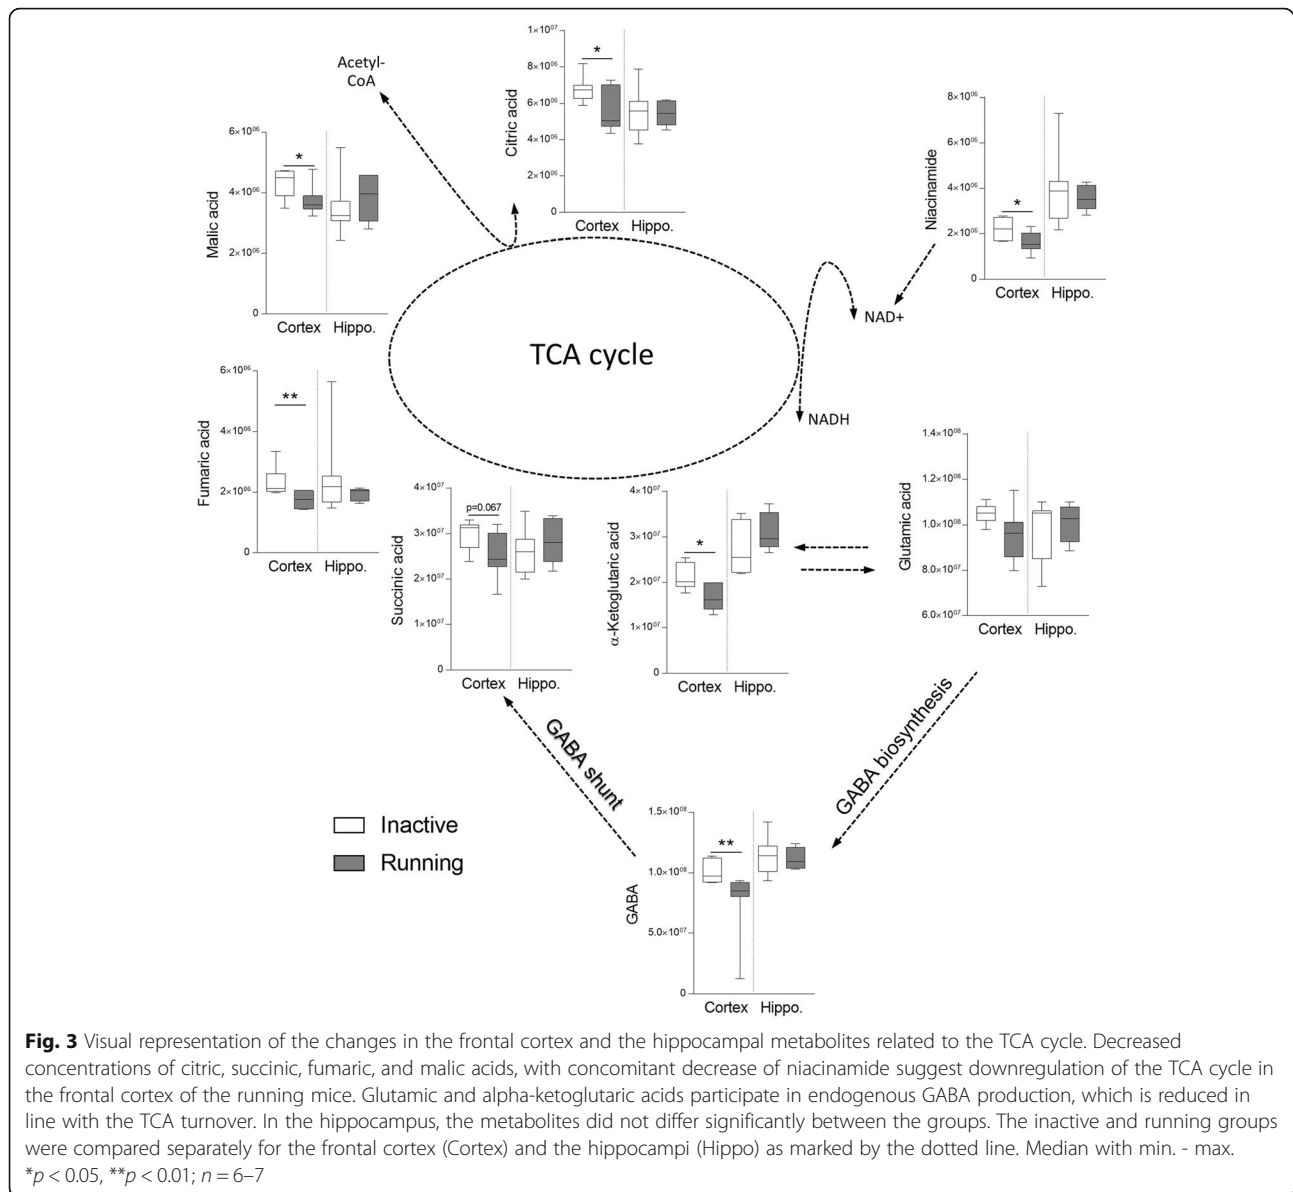 Acetyl-
CoA
Citric acid
1×10⁰⁷
8×10⁰⁶
6×10⁰⁶
4×10⁰⁶
2×10⁰⁶
0
*
Cortex Hippo.
Malic acid
6×10⁰⁶
4×10⁰⁶
2×10⁰⁶
0
*
Cortex Hippo.
Niacinamide
8×10⁰⁶
6×10⁰⁶
4×10⁰⁶
2×10⁰⁶
0
*
Cortex Hippo.
TCA cycle
NAD+
NADH
Fumaric acid
6×10⁰⁶
4×10⁰⁶
2×10⁰⁶
0
**
Cortex Hippo.
Succinic acid
4×10⁰⁷
3×10⁰⁷
2×10⁰⁷
1×10⁰⁷
0
p=0.067
Cortex Hippo.
α-Ketoglutaric acid
4×10⁰⁷
3×10⁰⁷
2×10⁰⁷
1×10⁰⁷
0
*
Cortex Hippo.
Glutamic acid
1.4×10⁰⁸
1.2×10⁰⁸
1.0×10⁰⁸
8.0×10⁰⁷
6.0×10⁰⁷
Cortex Hippo.
GABA shunt
GABA biosynthesis
Inactive
Running
GABA
1.5×10⁰⁸
1.0×10⁰⁸
5.0×10⁰⁷
0
**
Cortex Hippo.
Fig. 3 Visual representation of the changes in the frontal cortex and the hippocampal metabolites related to the TCA cycle. Decreased
concentrations of citric, succinic, fumaric, and malic acids, with concomitant decrease of niacinamide suggest downregulation of the TCA cycle in
the frontal cortex of the running mice. Glutamic and alpha-ketoglutaric acids participate in endogenous GABA production, which is reduced in
line with the TCA turnover. In the hippocampus, the metabolites did not differ significantly between the groups. The inactive and running groups
were compared separately for the frontal cortex (Cortex) and the hippocampi (Hippo) as marked by the dotted line. Median with min. - max.
*p < 0.05, **p < 0.01; n = 6–7